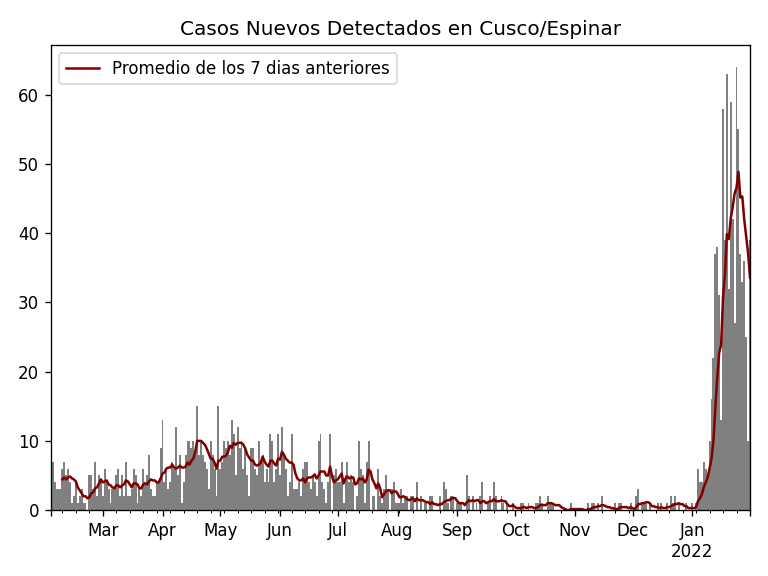 Casos Nuevos Detectados en Cusco/Espinar
Promedio de los 7 dias anteriores
60
50
40
30
20
10
0
Mar Apr May Jun Jul Aug Sep Oct Nov Dec Jan
2022